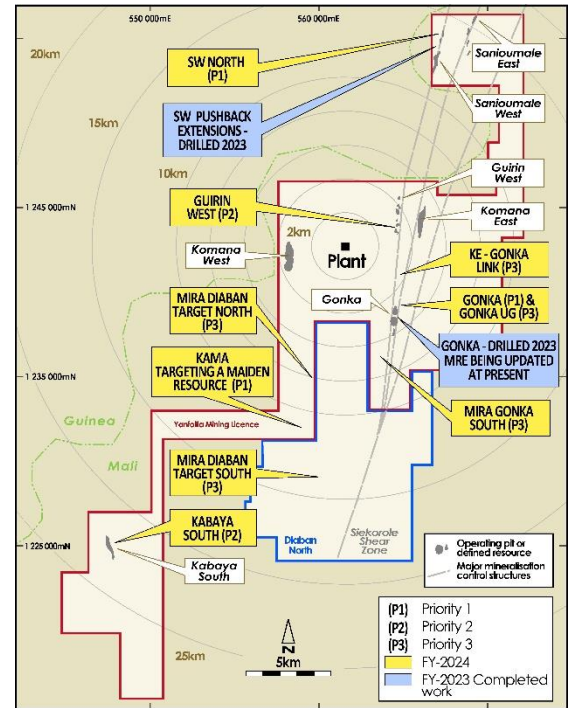 550 000mE
560 000mE
20km
SW NORTH
(P1)
Sanioumale
East
SW PUSHBACK
EXTENSIONS -
DRILLED 2023
Sanioumale
West
15km
10km
Guirin
West
1 245 000mN
GUIRIN
WEST (P2)
Komana
East
2km
Komana
West
Plant
KE - GONKA
LINK (P3)
MIRA DIABAN
TARGET NORTH
(P3)
Gonka
GONKA (P1) &
GONKA UG (P3)
KAMA
TARGETING A MAIDEN
RESOURCE (P1)
GONKA - DRILLED 2023
MRE BEING UPDATED
AT PRESENT
1 235 000mN
Guinea
Yanfolila Mining Licence
MIRA GONKA
SOUTH (P3)
Mali
MIRA DIABAN
TARGET SOUTH
(P3)
KABAYA
SOUTH (P2)
1 225 000mN
Diaban
North
Siekorole
Shear
Zone
Kabaya
South
Operating pit or
defined resource
Major mineralisation
control structures
(P1) Priority 1
(P2) Priority 2
(P3) Priority 3
FY-2024
FY-2023 Completed
work
N
5km
25km